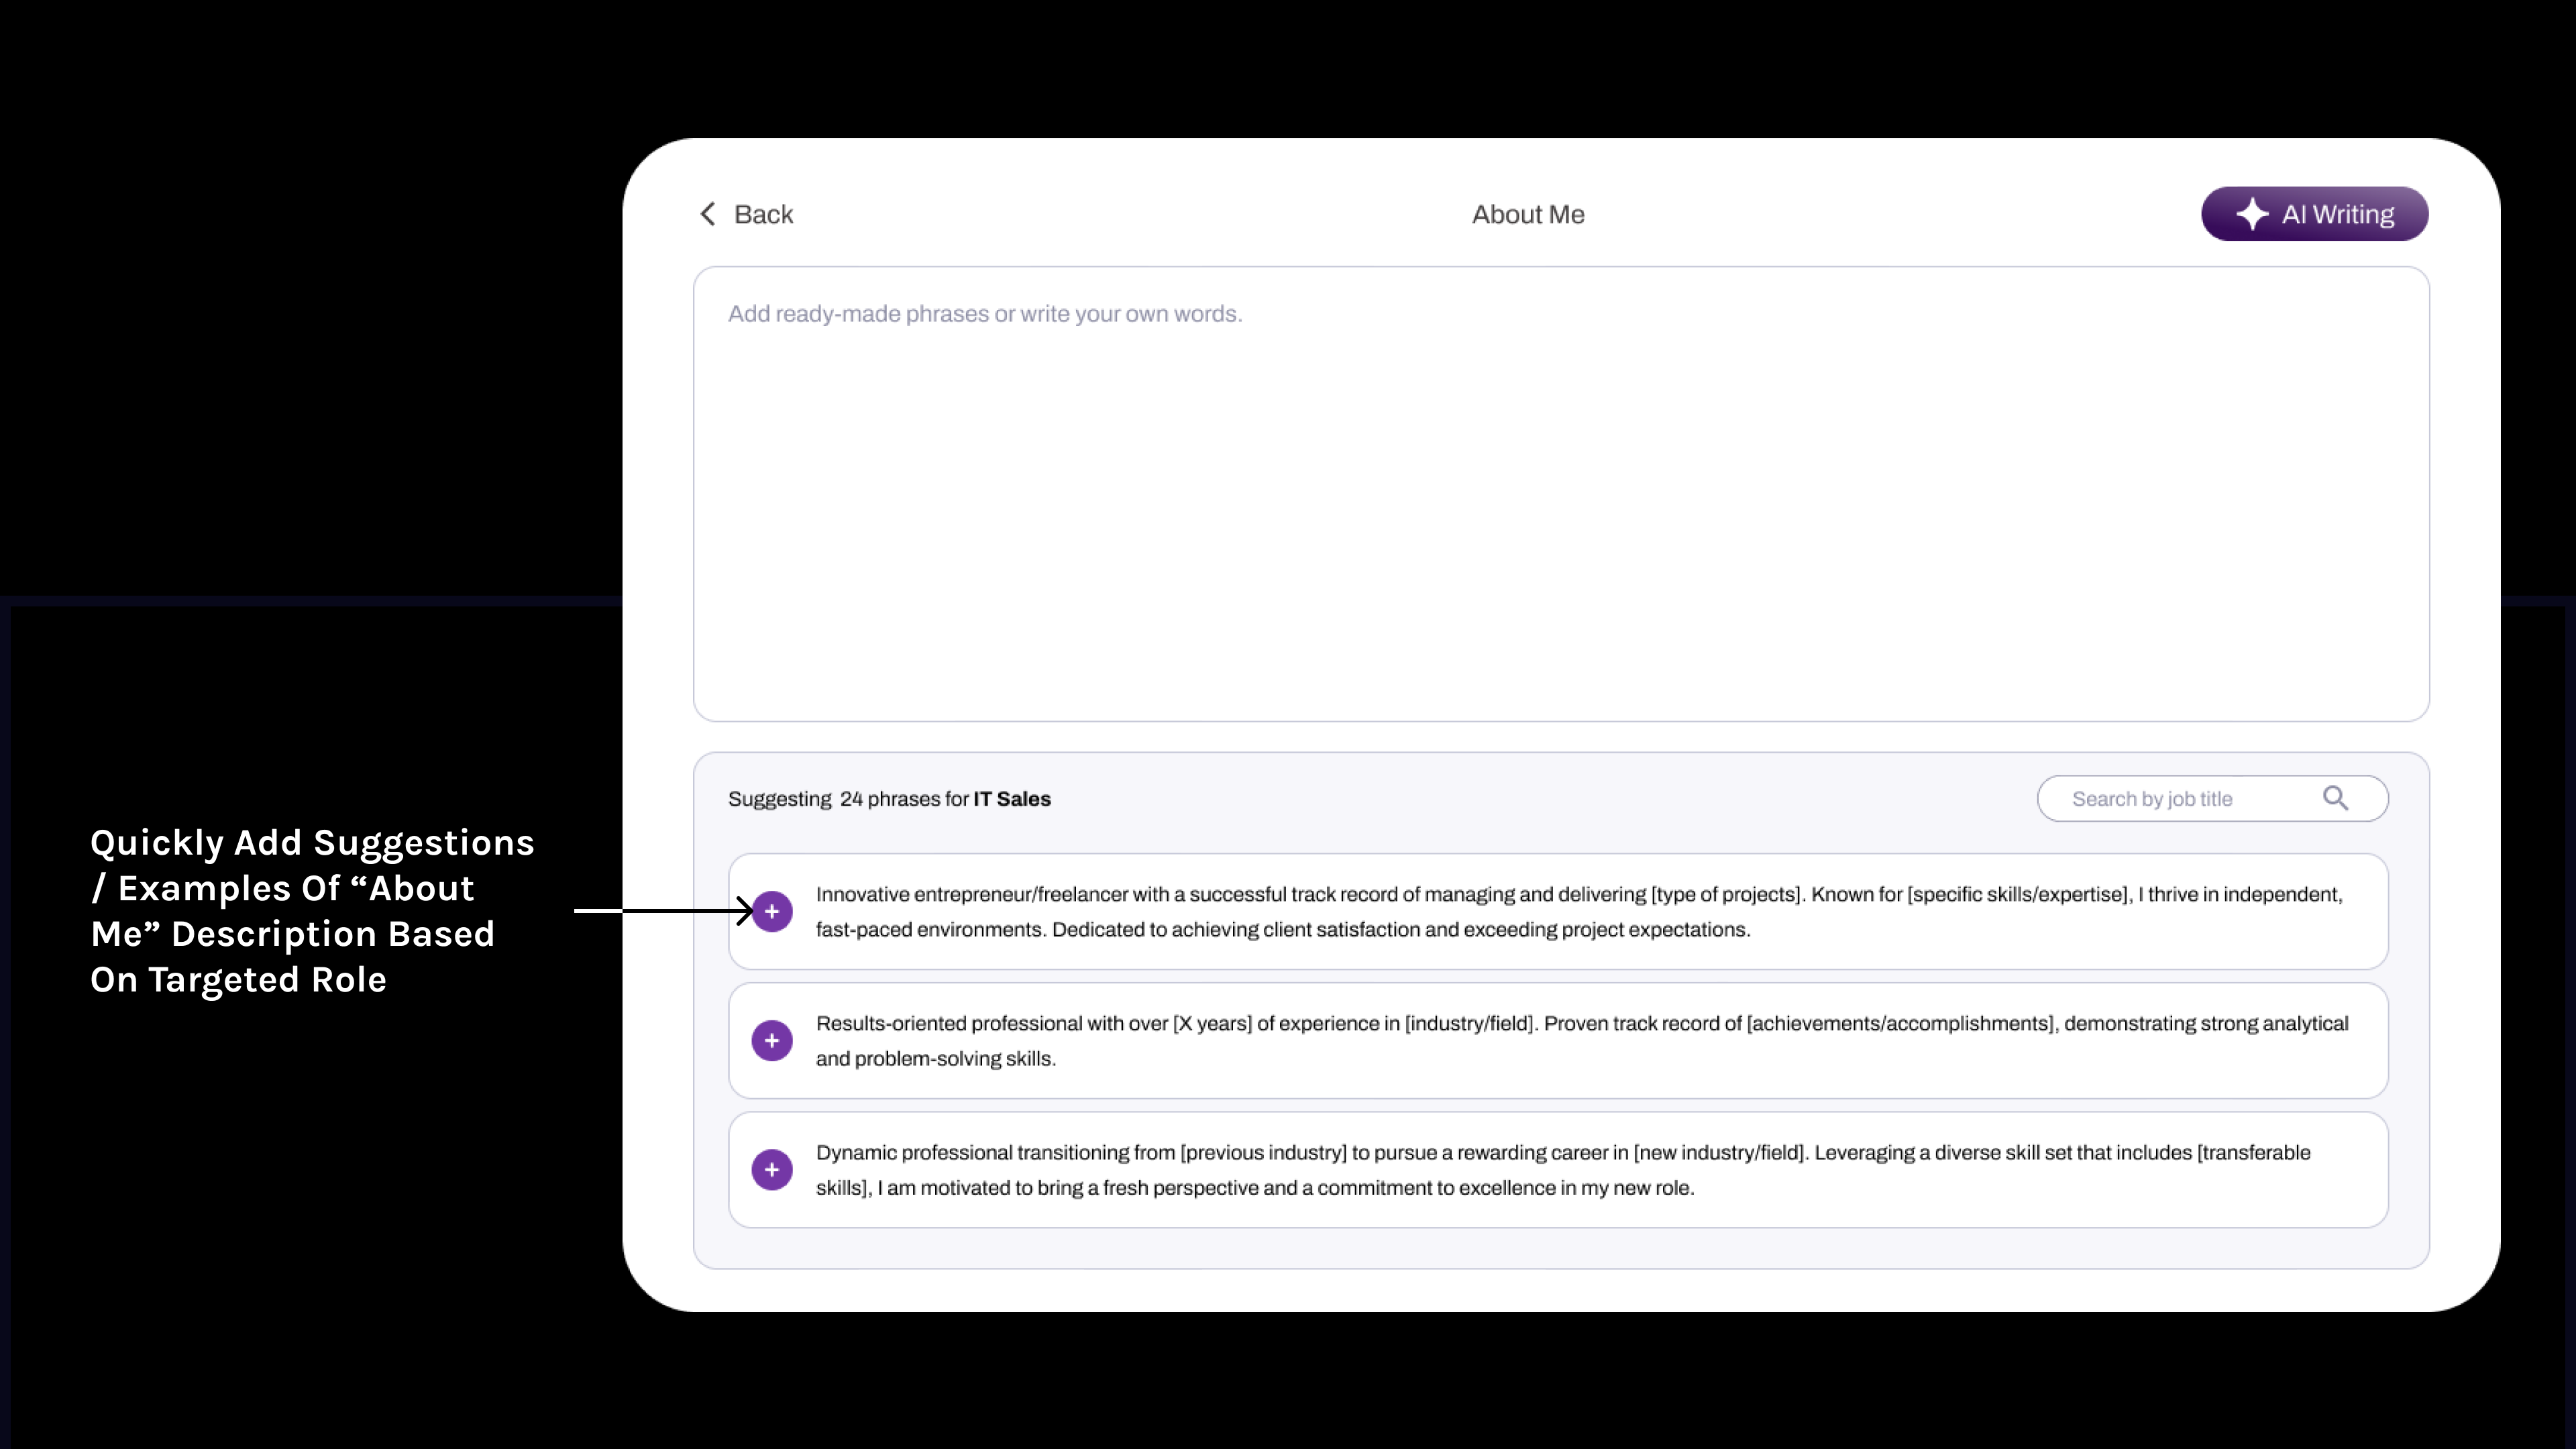 Back
About Me
AI Writing
Add ready-made phrases or write your own words.
Suggesting 24 phrases for IT Sales
Search by job title
Quickly Add Suggestions
/ Examples Of “About
Me” Description Based
On Targeted Role
Innovative entrepreneur/freelancer with a successful track record of managing and delivering [type of projects]. Known for [specific skills/expertise], I thrive in independent,
fast-paced environments. Dedicated to achieving client satisfaction and exceeding project expectations.
Results-oriented professional with over [X years] of experience in [industry/field]. Proven track record of [achievements/accomplishments], demonstrating strong analytical
and problem-solving skills.
Dynamic professional transitioning from [previous industry] to pursue a rewarding career in [new industry/field]. Leveraging a diverse skill set that includes [transferable
skills], I am motivated to bring a fresh perspective and a commitment to excellence in my new role.